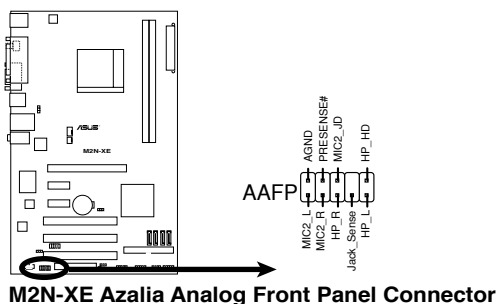 ASUS
M2N-XE
AAFP
AGND
PRESENSE#
MIC2_JD
HP_HD
MIC2_L
MIC2_R
HP_R
Jack_Sense
HP_L
M2N-XE Azalia Analog Front Panel Connector